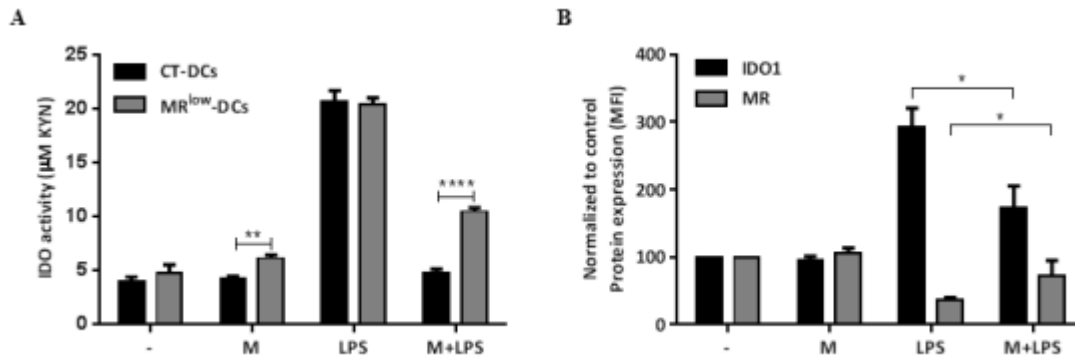 A
IDO activity (µM KYN)
25
20
15
10
5
0
CT-DCs
MRlow-DCs
**
****
-
M
LPS
M+LPS
B
Normalized to control
Protein expression (MFI)
400
300
200
100
0
IDO1
MR
*
*
-
M
LPS
M+LPS